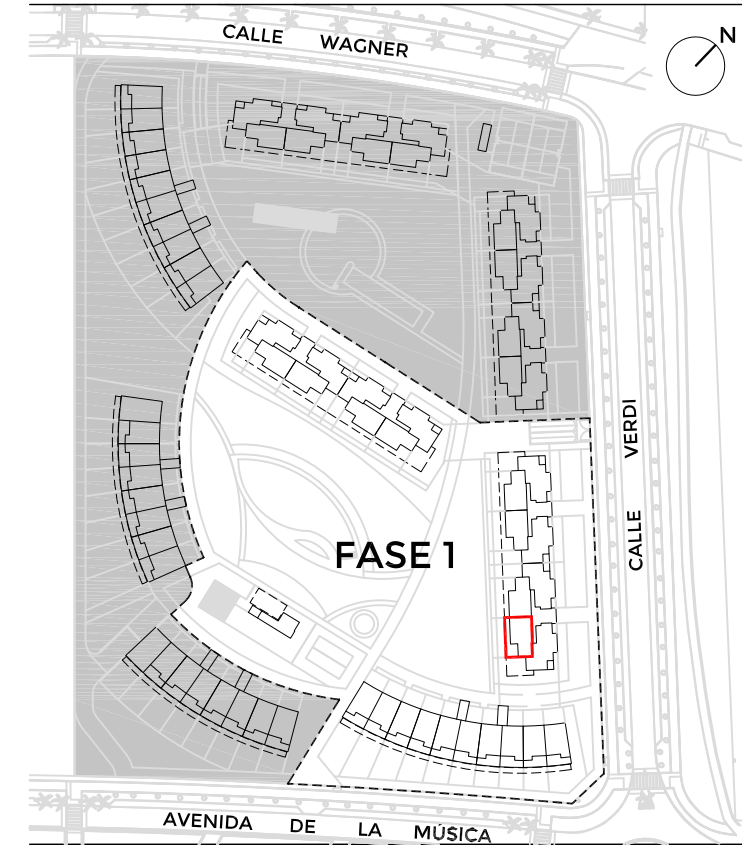 CALLE WAGNER
N
CALLE VERDI
FASE 1
AVENIDA DE LA MÚSICA